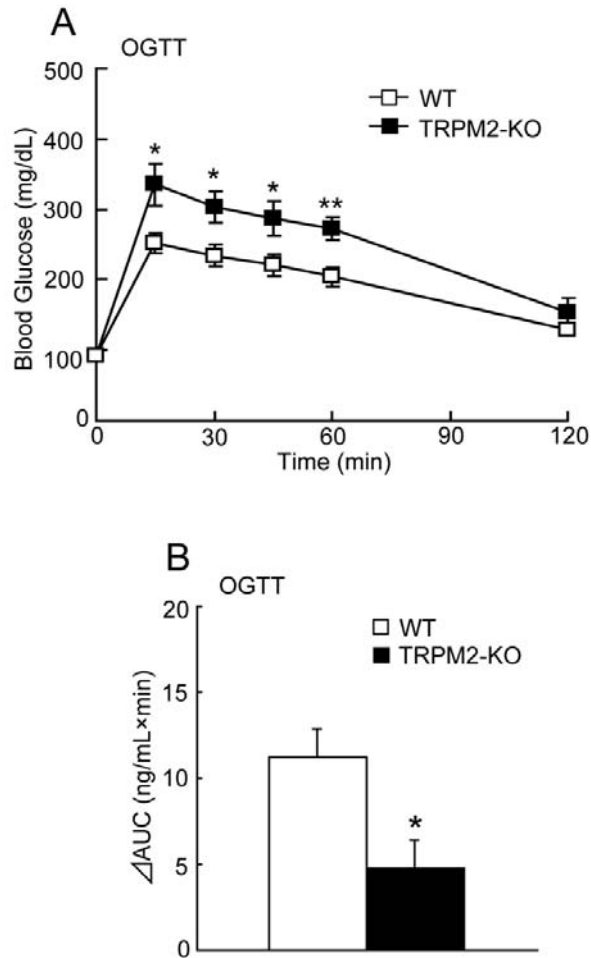 A
OGTT
500
400
300
200
100
0
Blood Glucose (mg/dL)
WT
TRPM2-KO
*
*
*
**
0 30 60 90 120
Time (min)
B
OGTT
20
15
10
5
0
⊿AUC (ng/mL×min)
WT
TRPM2-KO
*